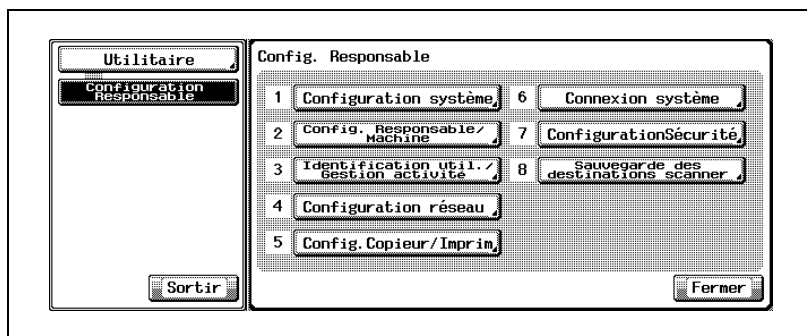 Utilitaire
Configuration
Responsable
Sortir
Config. Responsable
1 Configuration système
2 Config. Responsable/
Machine
3 Identification util./
Gestion activité
4 Configuration réseau
5 Config.Copieur/Imprim
6 Connexion système
7 ConfigurationSécurité
8 Sauvegarde des
destinations scanner
Fermer